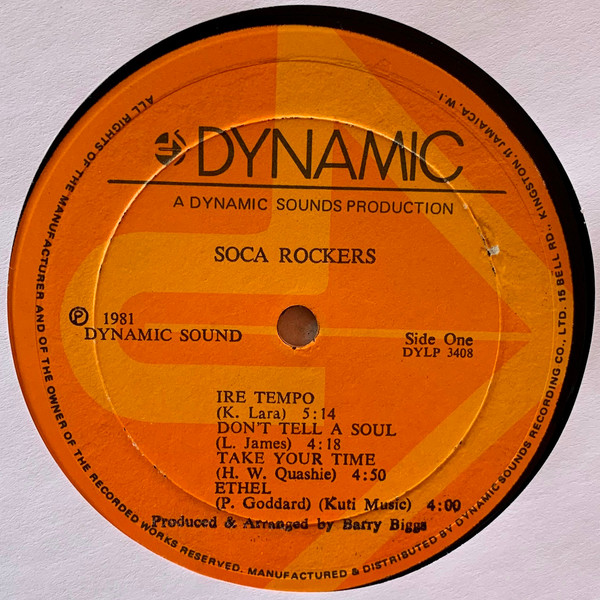 DYNAMIC
A DYNAMIC SOUNDS PRODUCTION
SOCA ROCKERS
Ⓟ 1981
DYNAMIC SOUND
Side One
DYLP 3408
IRE TEMPO
(K. Lara) 5:14
DON'T TELL A SOUL
(L. James) 4:18
TAKE YOUR TIME
(H. W. Quashie) 4:50
ETHEL
(P. Goddard) (Kuti Music) 4:00
Produced & Arranged by Barry Biggs
ALL RIGHTS OF THE MANUFACTURER AND OF THE OWNER OF THE RECORDED WORKS RESERVED. MANUFACTURED & DISTRIBUTED BY DYNAMIC SOUNDS RECORDING CO., LTD. 15 BELL RD., KINGSTON, 11 JAMAICA, W.I.